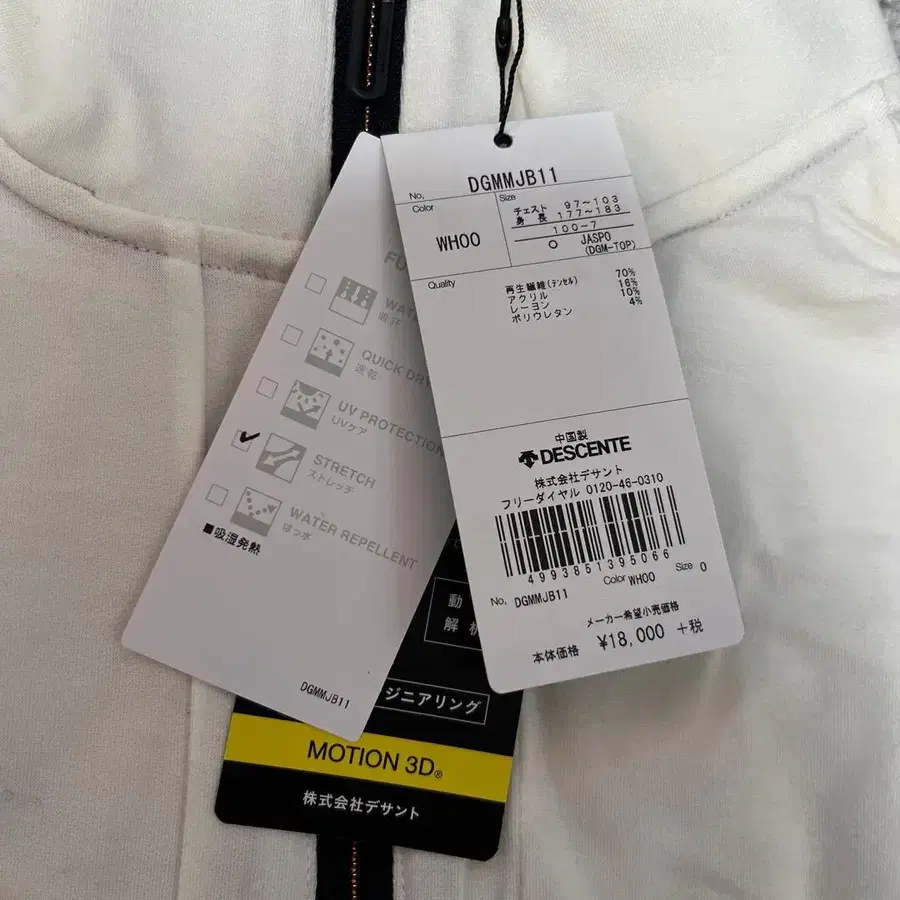 No. DGMMJB11
Color WH00
Size
チェスト 97~103
身長 177~183
100-7
O JASPO
(DGM-TOP)
Quality
再生繊維(テンセル) 70%
アクリル 16%
レーヨン 10%
ポリウレタン 4%
中国製
DESCENTE
株式会社デサント
フリーダイヤル 0120-46-0310
4993851395066
No. DGMMJB11 Color WH00 Size O
メーカー希望小売価格
本体価格 ¥18,000 +税
FU
WAT
吸汗
QUICK DRY
速乾
UV PROTECTION
UVケア
STRETCH
ストレッチ
WATER REPELLENT
はっ水
■吸湿発熱
DGMMJB11
動
解析
ジニアリング
MOTION 3D®
株式会社デサント